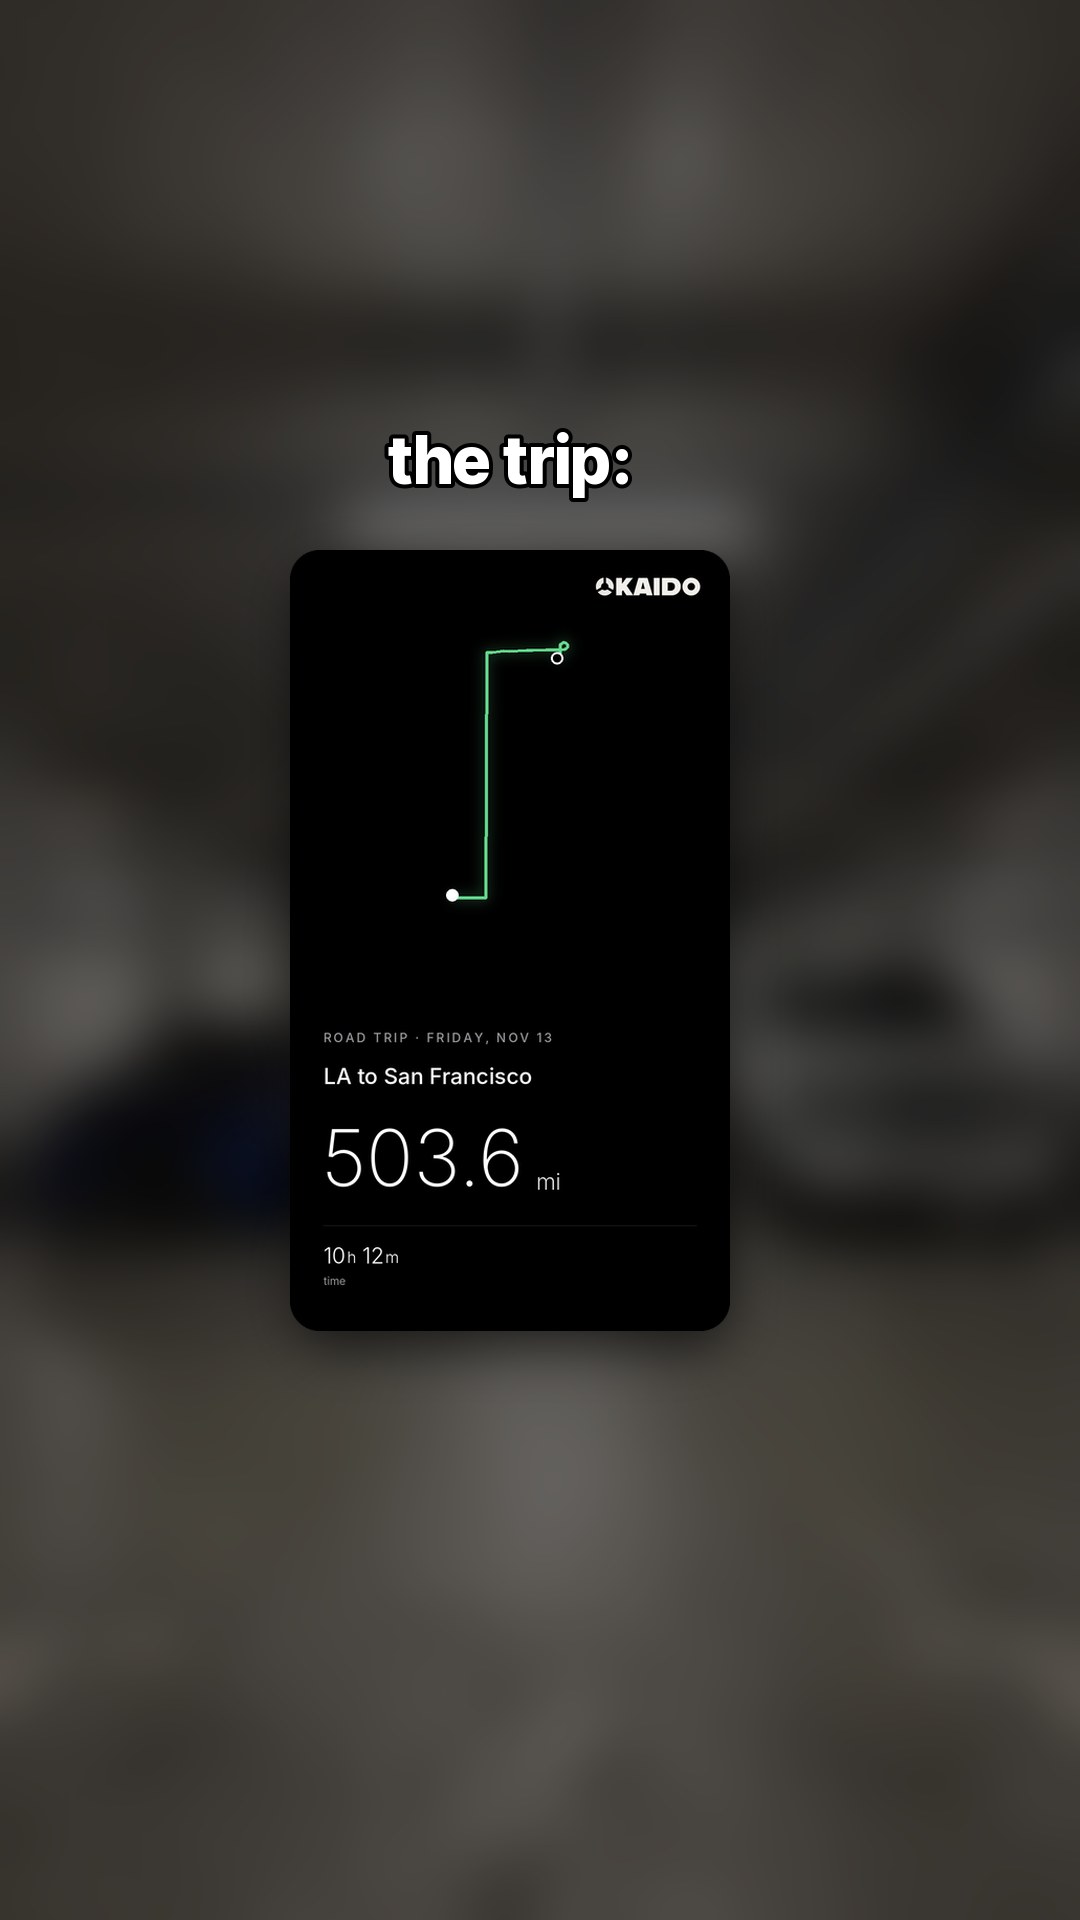 the trip:
KAIDO
ROAD TRIP · FRIDAY, NOV 13
LA to San Francisco
503.6 mi
10h 12m
time